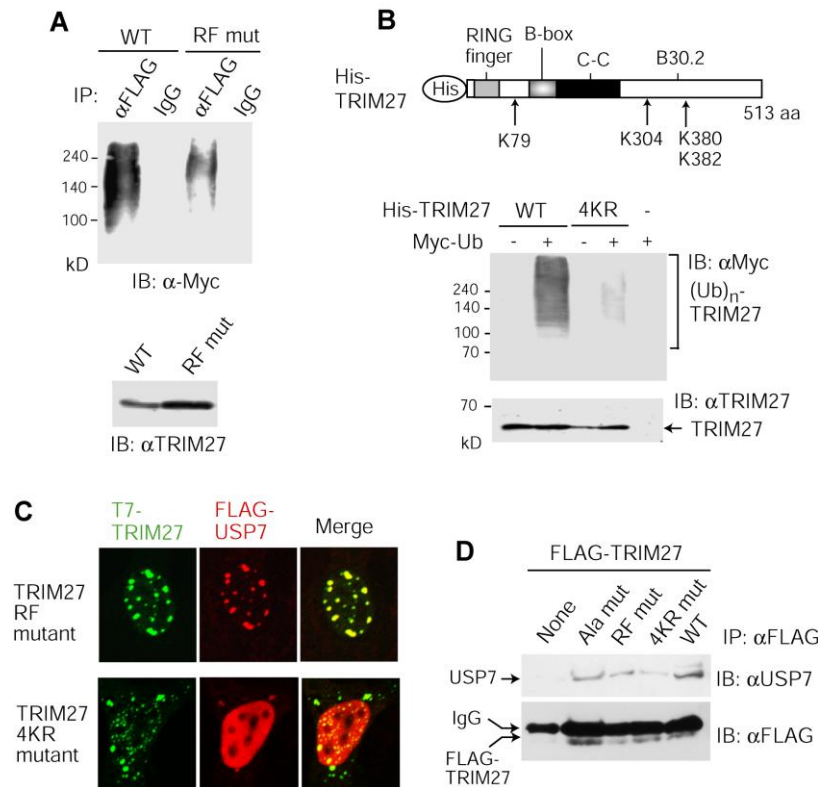 A
WT RF mut
IP: αFLAG IgG αFLAG IgG
240
140
100
kD
IB: α-Myc
WT RF mut
IB: αTRIM27
B
RING finger B-box C-C B30.2
His-TRIM27
His
513 aa
K79 K304 K380
K382
His-TRIM27 WT 4KR -
Myc-Ub - + - + +
240
140
100
70
IB: αMyc
(Ub)n-
TRIM27
70
kD
IB: αTRIM27
TRIM27
C
T7-
TRIM27
FLAG-
USP7
Merge
TRIM27
RF
mutant
TRIM27
4KR
mutant
D
FLAG-TRIM27
None Ala mut RF mut 4KR mut WT
IP: αFLAG
USP7 IB: αUSP7
IgG
IB: αFLAG
FLAG-
TRIM27